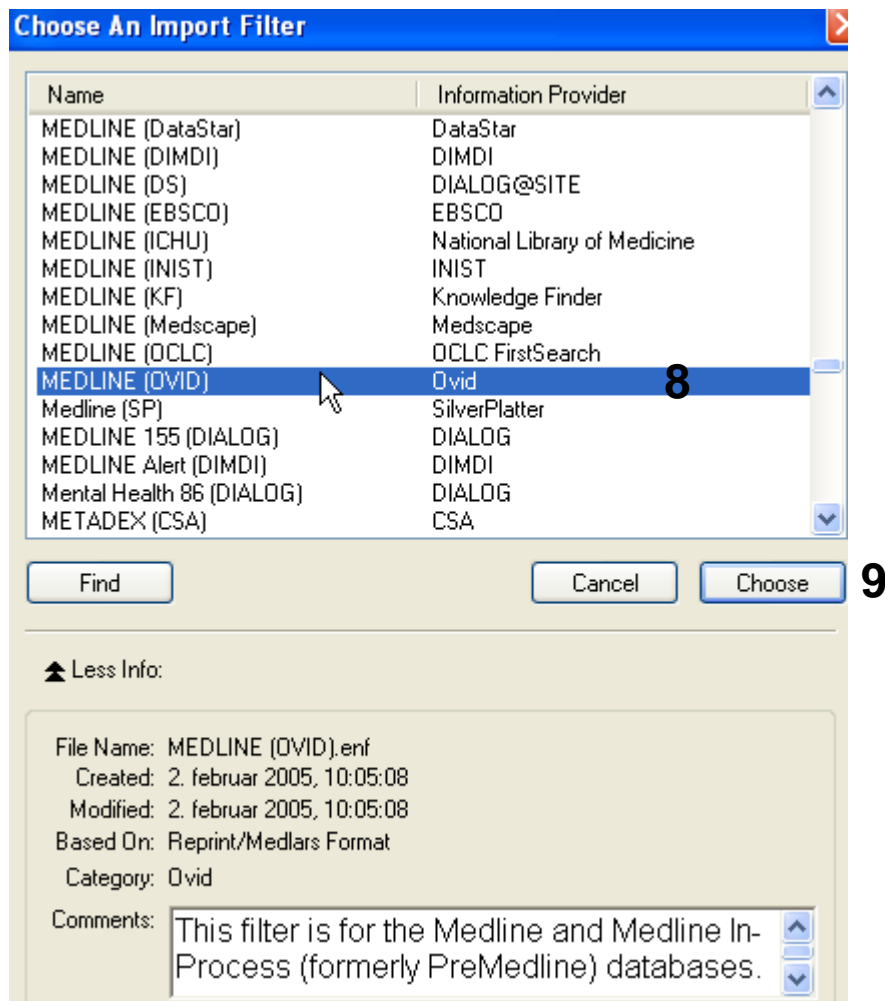 Choose An Import Filter
Name Information Provider
MEDLINE (DataStar) DataStar
MEDLINE (DIMDI) DIMDI
MEDLINE (DS) DIALOG@SITE
MEDLINE (EBSCO) EBSCO
MEDLINE (ICHU) National Library of Medicine
MEDLINE (INIST) INIST
MEDLINE (KF) Knowledge Finder
MEDLINE (Medscape) Medscape
MEDLINE (OCLC) OCLC FirstSearch
MEDLINE (OVID) Ovid 8
Medline (SP) SilverPlatter
MEDLINE 155 (DIALOG) DIALOG
MEDLINE Alert (DIMDI) DIMDI
Mental Health 86 (DIALOG) DIALOG
METADEX (CSA) CSA
Find Cancel Choose 9
Less Info:
File Name: MEDLINE (OVID).enf
Created: 2. februar 2005, 10:05:08
Modified: 2. februar 2005, 10:05:08
Based On: Reprint/Medlars Format
Category: Ovid
Comments: This filter is for the Medline and Medline In-
Process (formerly PreMedline) databases.